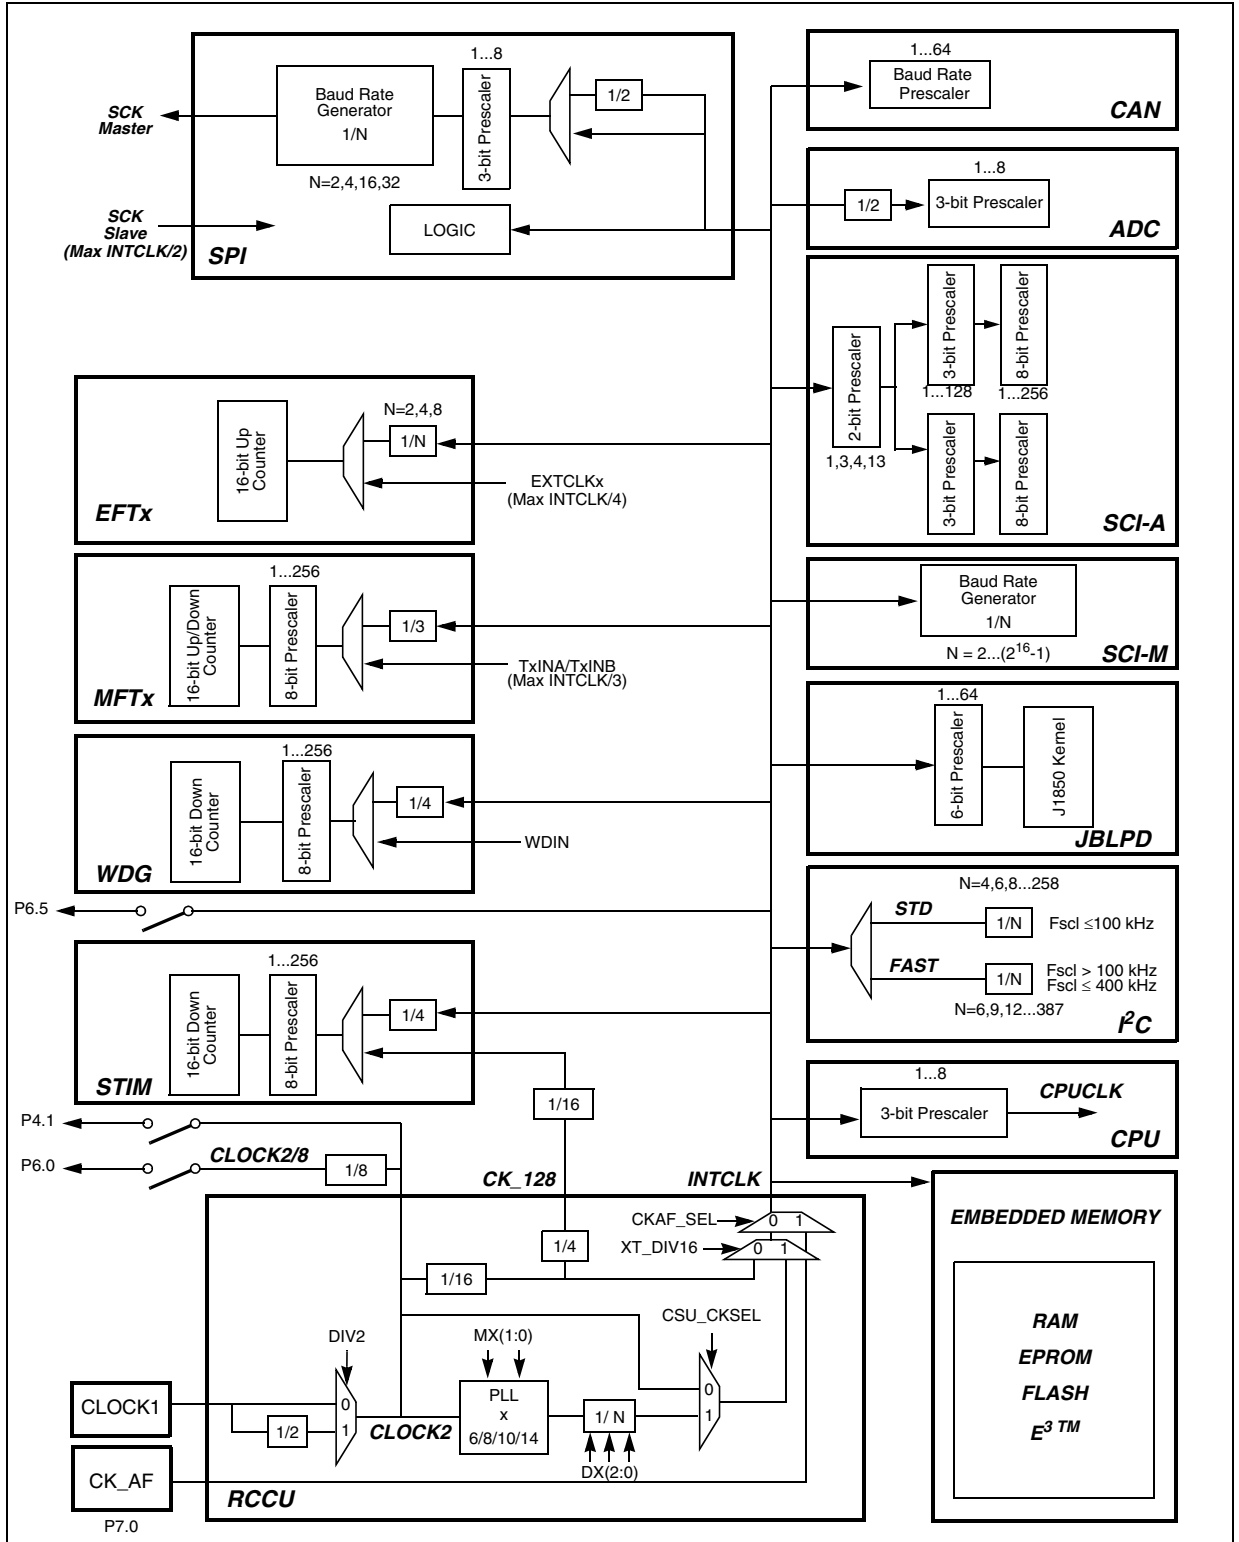 SCK
Master
Baud Rate
Generator
1/N
N=2,4,16,32
1...8
3-bit Prescaler
1/2
SCK
Slave
(Max INTCLK/2)
LOGIC
SPI
1...64
Baud Rate
Prescaler
CAN
1...8
1/2
3-bit Prescaler
ADC
2-bit Prescaler
1,3,4,13
3-bit Prescaler
1...128
8-bit Prescaler
1...256
3-bit Prescaler
8-bit Prescaler
SCI-A
16-bit Up
Counter
N=2,4,8
1/N
EXTCLKx
(Max INTCLK/4)
EFTx
Baud Rate
Generator
1/N
N = 2...(2^16-1)
SCI-M
1...256
16-bit Up/Down
Counter
8-bit Prescaler
1/3
TxINA/TxINB
(Max INTCLK/3)
MFTx
1...64
6-bit Prescaler
J1850 Kernel
JBLPD
1...256
16-bit Down
Counter
8-bit Prescaler
1/4
WDIN
WDG
P6.5
N=4,6,8...258
STD
1/N
Fscl ≤100 kHz
FAST
1/N
Fscl > 100 kHz
Fscl ≤ 400 kHz
N=6,9,12...387
I²C
1...256
16-bit Down
Counter
8-bit Prescaler
1/4
STIM
1/16
1...8
3-bit Prescaler
CPUCLK
CPU
P4.1
P6.0
CLOCK2/8
1/8
CK_128
INTCLK
CKAF_SEL
0 1
XT_DIV16
0 1
1/4
1/16
CSU_CKSEL
0
1
DIV2
0
1
MX(1:0)
PLL
x
6/8/10/14
1/ N
DX(2:0)
CLOCK1
1/2
CLOCK2
CK_AF
P7.0
RCCU
EMBEDDED MEMORY
RAM
EPROM
FLASH
E³ ™